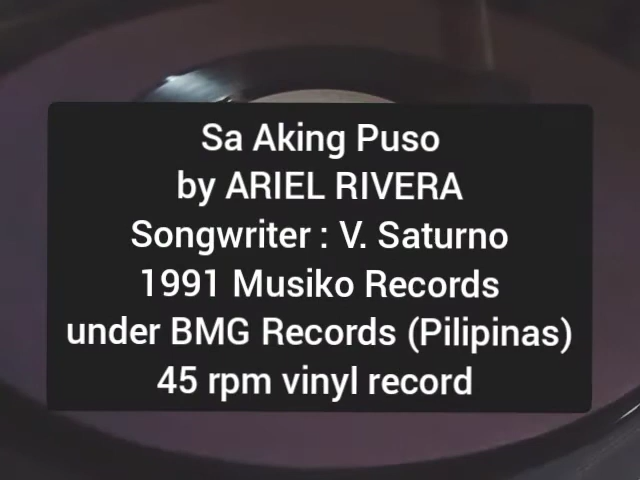 Sa Aking Puso
by ARIEL RIVERA
Songwriter : V. Saturno
1991 Musiko Records
under BMG Records (Pilipinas)
45 rpm vinyl record